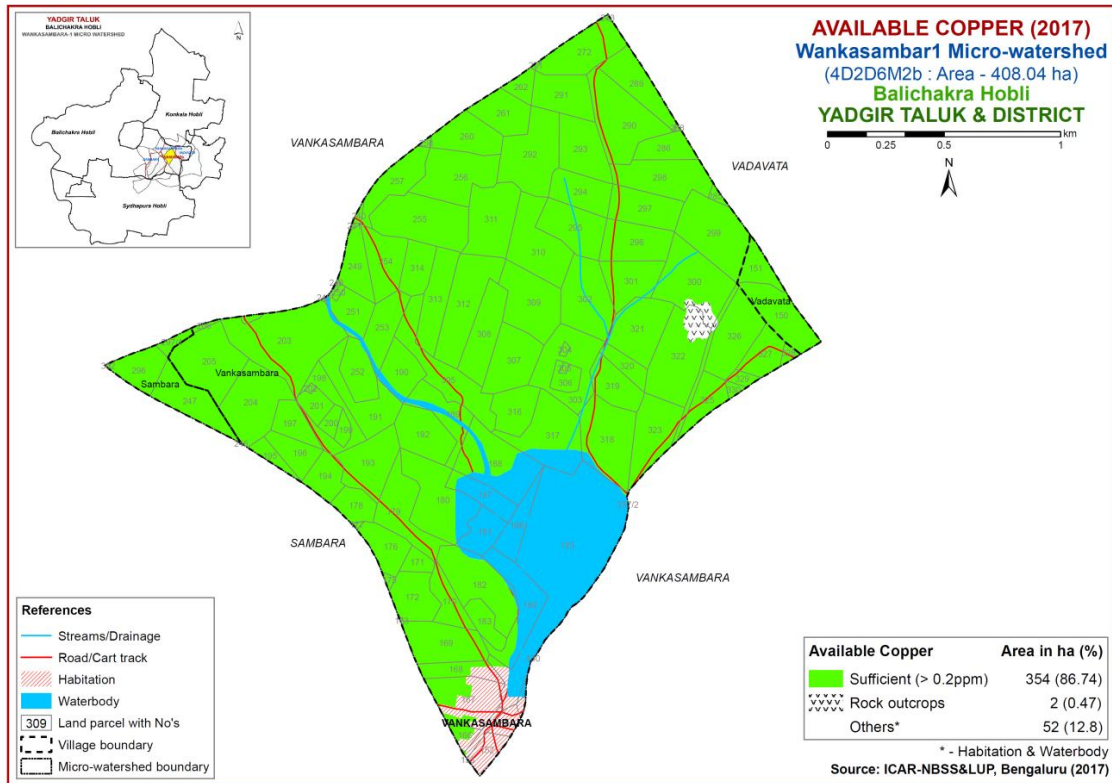 YADGIR TALUK
BALICHAKRA HOBLI
WANKASAMBARA-1 MICRO WATERSHED
N
Konkala Hobli
Balichakra Hobli
Sydhapura Hobli
AVAILABLE COPPER (2017)
Wankasambar1 Micro-watershed
(4D2D6M2b : Area - 408.04 ha)
Balichakra Hobli
YADGIR TALUK & DISTRICT
km
0 0.25 0.5 1
N
VANKASAMBARA
VADAVATA
272
262
291
290
260
292
293
298
256
298
257
294
297
255
311
295
299
310
296
254
249
314
151
301
300
313
309
302
312
Vadavata
251
150
321
253
308
326
203
322
205
307
327
Vankasambara
252
190
320
296
198
306
Sambara
319
247
204
201
303
191
316
197
200
323
192
317
318
195
196
193
188
194
187
180
178
179
SAMBARA
176
171
182
VANKASAMBARA
172
183
169
168
VANKASAMBARA
References
Streams/Drainage
Road/Cart track
Habitation
Waterbody
309 Land parcel with No's
Village boundary
Micro-watershed boundary
Available Copper Area in ha (%)
Sufficient (> 0.2ppm) 354 (86.74)
Rock outcrops 2 (0.47)
Others* 52 (12.8)
* - Habitation & Waterbody
Source: ICAR-NBSS&LUP, Bengaluru (2017)